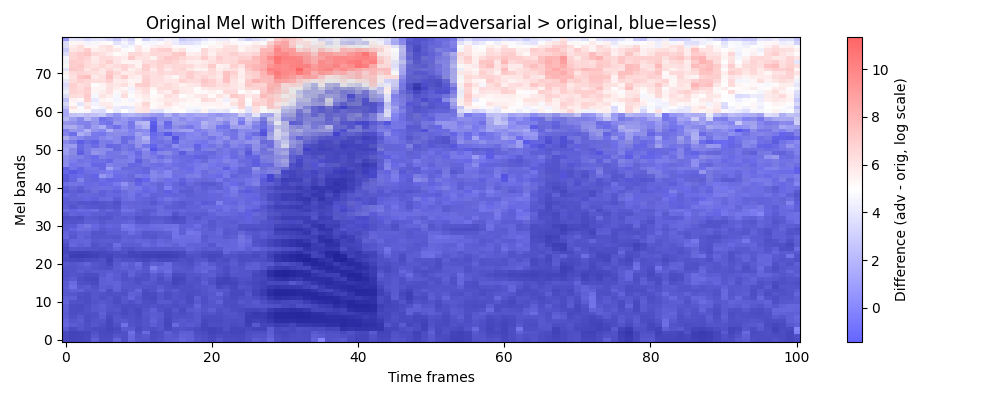 Original Mel with Differences (red=adversarial > original, blue=less)
Mel bands
70
60
50
40
30
20
10
0
0 20 40 60 80 100
Time frames
10
8
6
4
2
0
Difference (adv - orig, log scale)